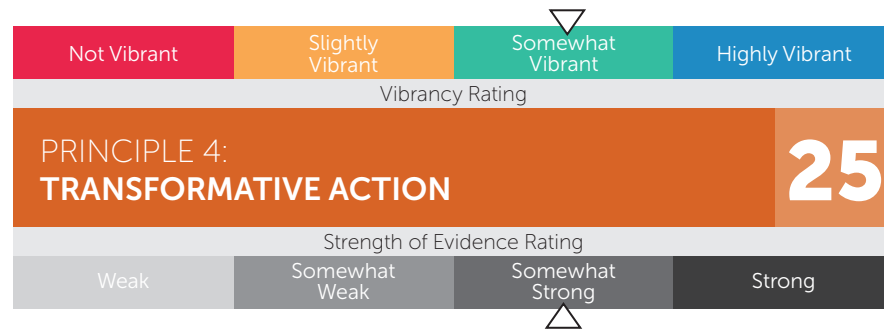 Not Vibrant
Slightly
Vibrant
Somewhat
Vibrant
Highly Vibrant
Vibrancy Rating
PRINCIPLE 4:
TRANSFORMATIVE ACTION
25
Strength of Evidence Rating
Weak
Somewhat
Weak
Somewhat
Strong
Strong